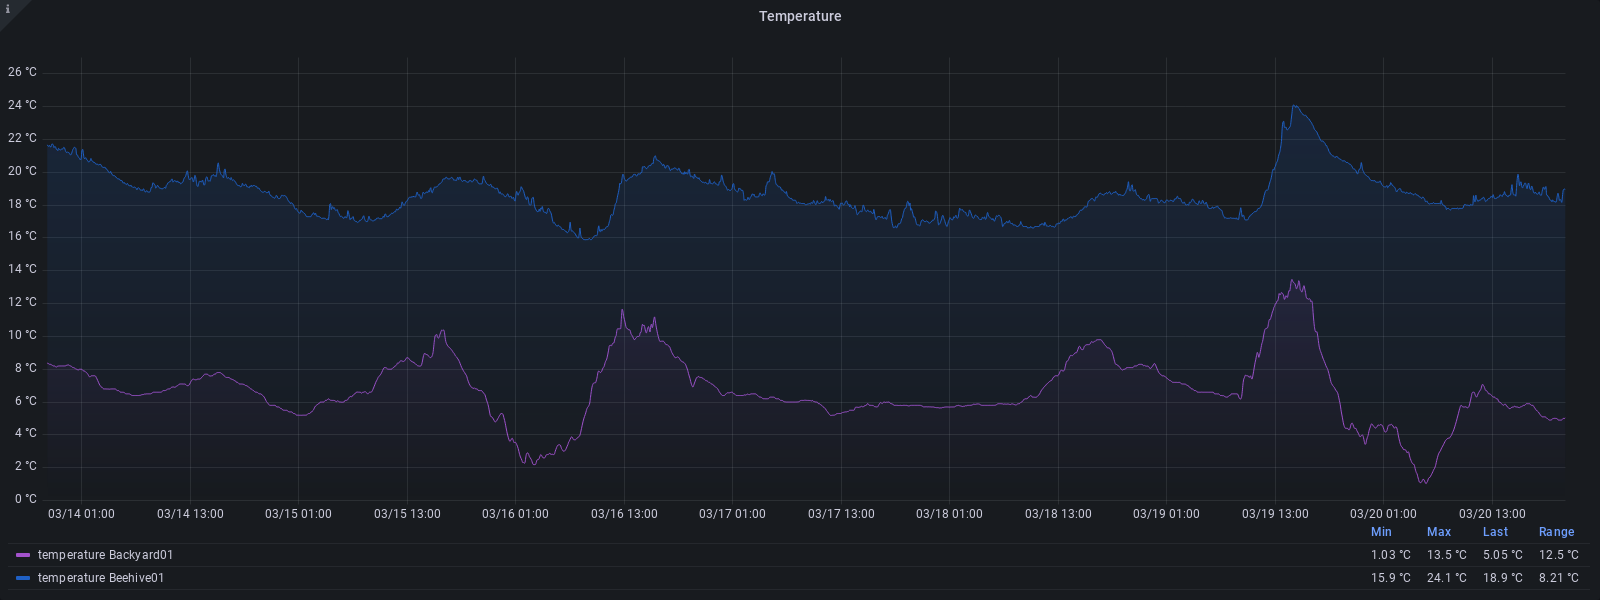 i
Temperature
26 °C
24 °C
22 °C
20 °C
18 °C
16 °C
14 °C
12 °C
10 °C
8 °C
6 °C
4 °C
2 °C
0 °C
03/14 01:00 03/14 13:00 03/15 01:00 03/15 13:00 03/16 01:00 03/16 13:00 03/17 01:00 03/17 13:00 03/18 01:00 03/18 13:00 03/19 01:00 03/19 13:00 03/20 01:00 03/20 13:00
Min Max Last Range
temperature Backyard01 1.03 °C 13.5 °C 5.05 °C 12.5 °C
temperature Beehive01 15.9 °C 24.1 °C 18.9 °C 8.21 °C